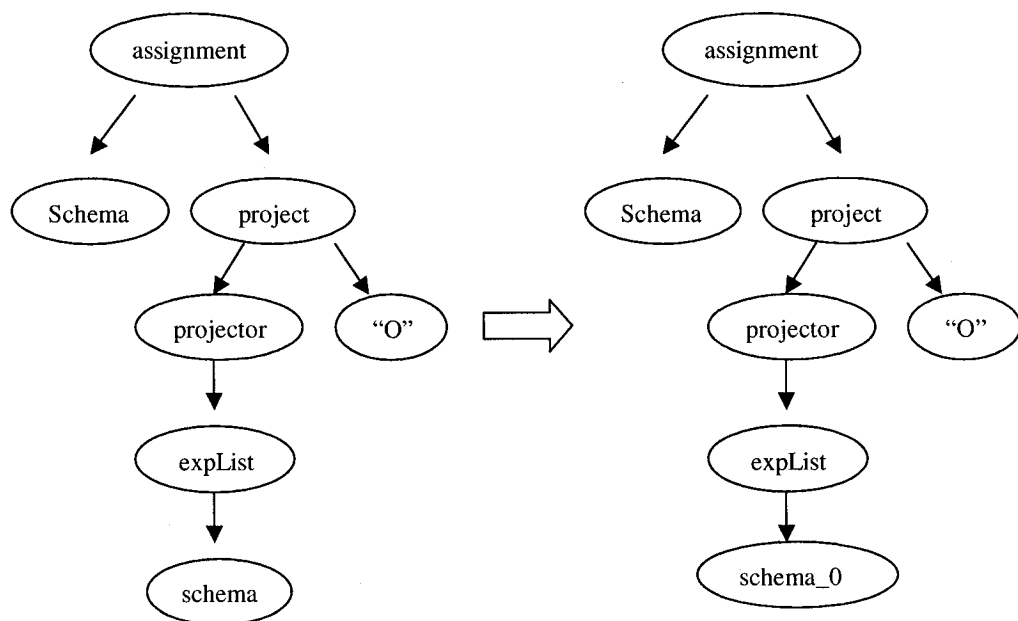 assignment
Schema
project
projector
“O”
expList
schema
assignment
Schema
project
projector
“O”
expList
schema_0